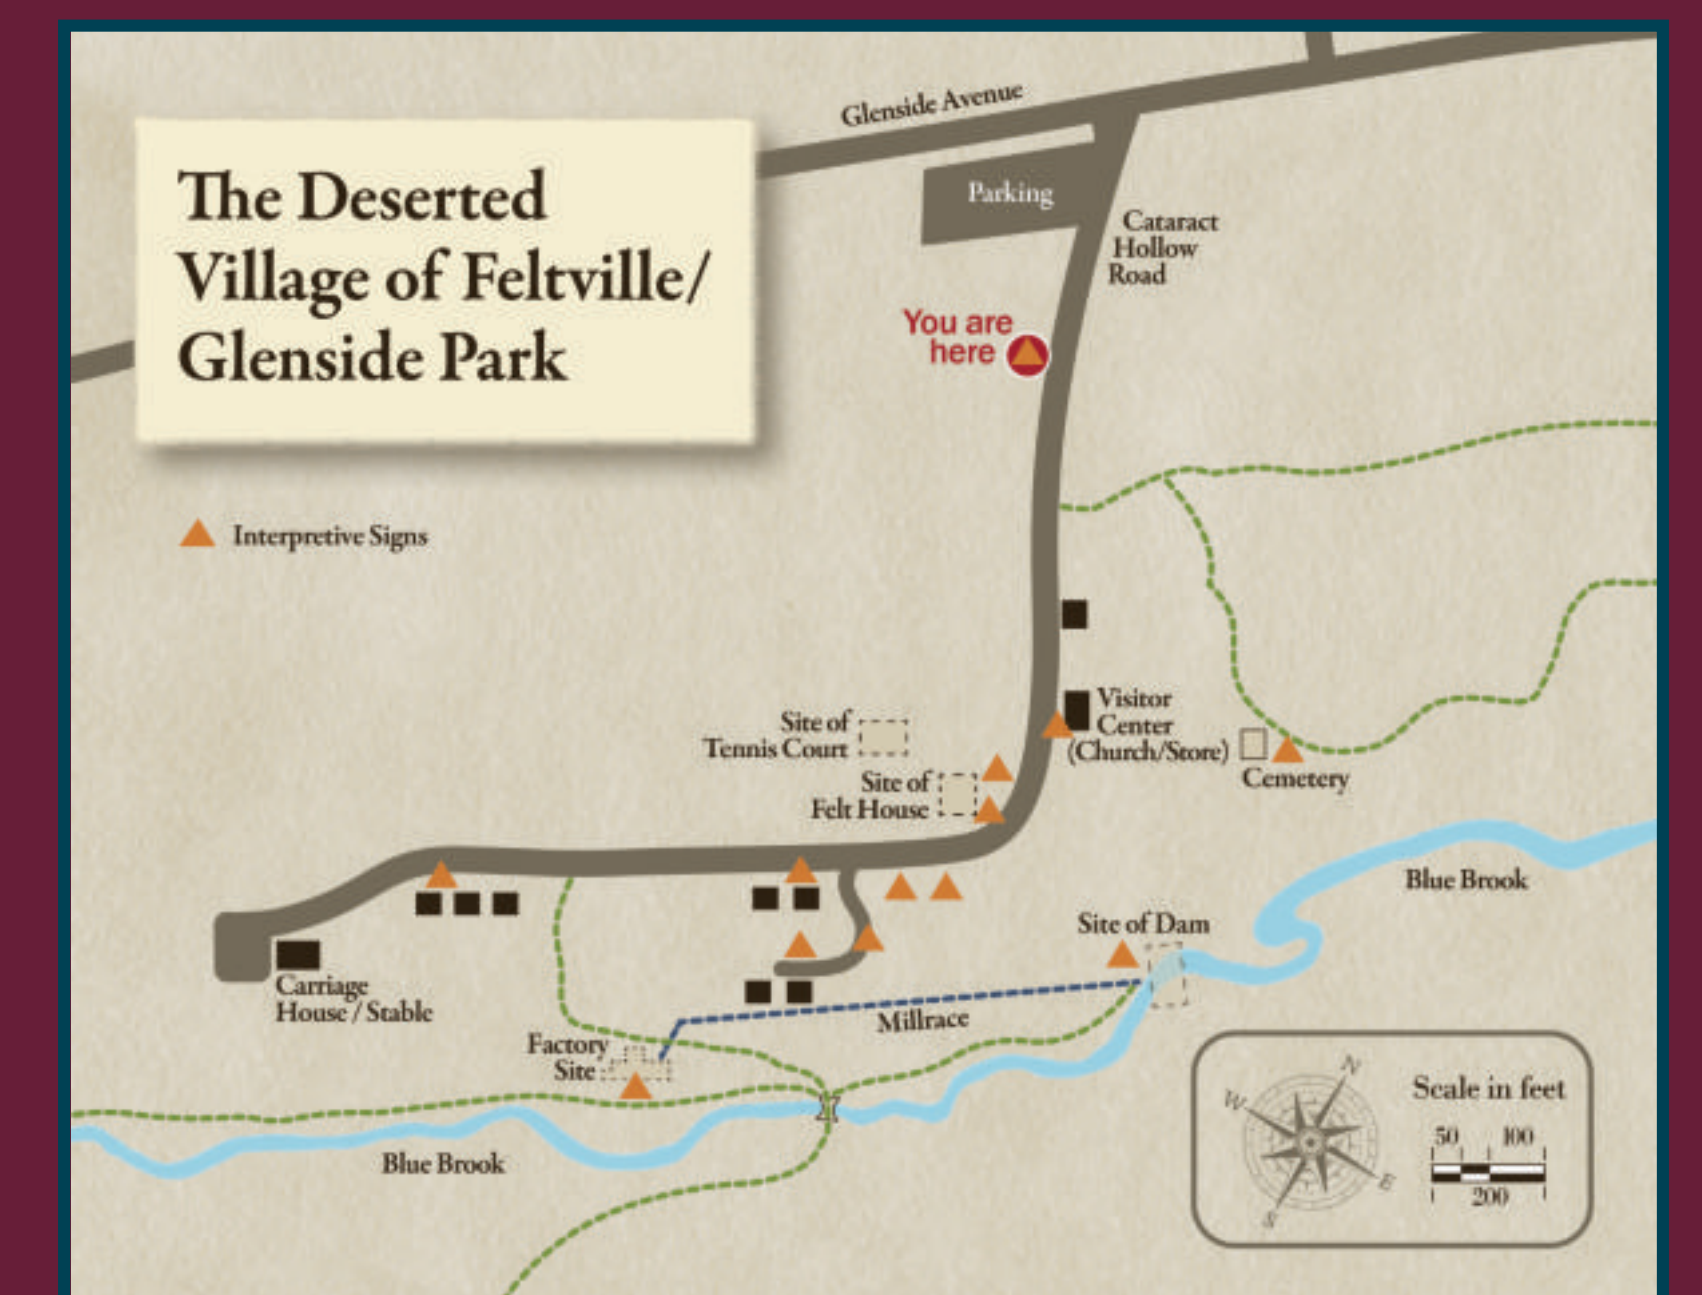 The Deserted
Village of Feltville/
Glenside Park
Glenside Avenue
Parking
Cataract
Hollow
Road
You are
here
Interpretive Signs
Visitor
Center
(Church/Store)
Site of
Tennis Court
Site of
Felt House
Cemetery
Blue Brook
Site of Dam
Carriage
House / Stable
Millrace
Factory
Site
Blue Brook
N
W
E
S
Scale in feet
50 100
200